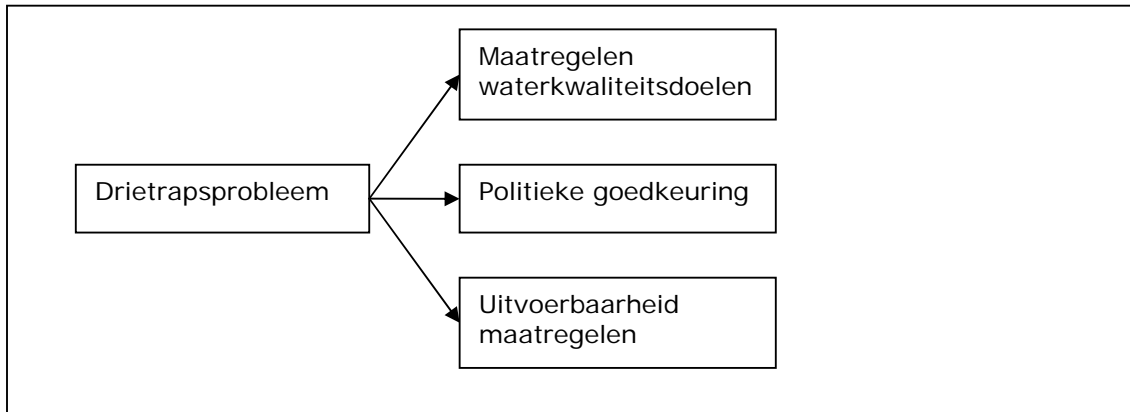 Maatregelen
waterkwaliteitsdoelen
Drietrapsprobleem
Politieke goedkeuring
Uitvoerbaarheid
maatregelen